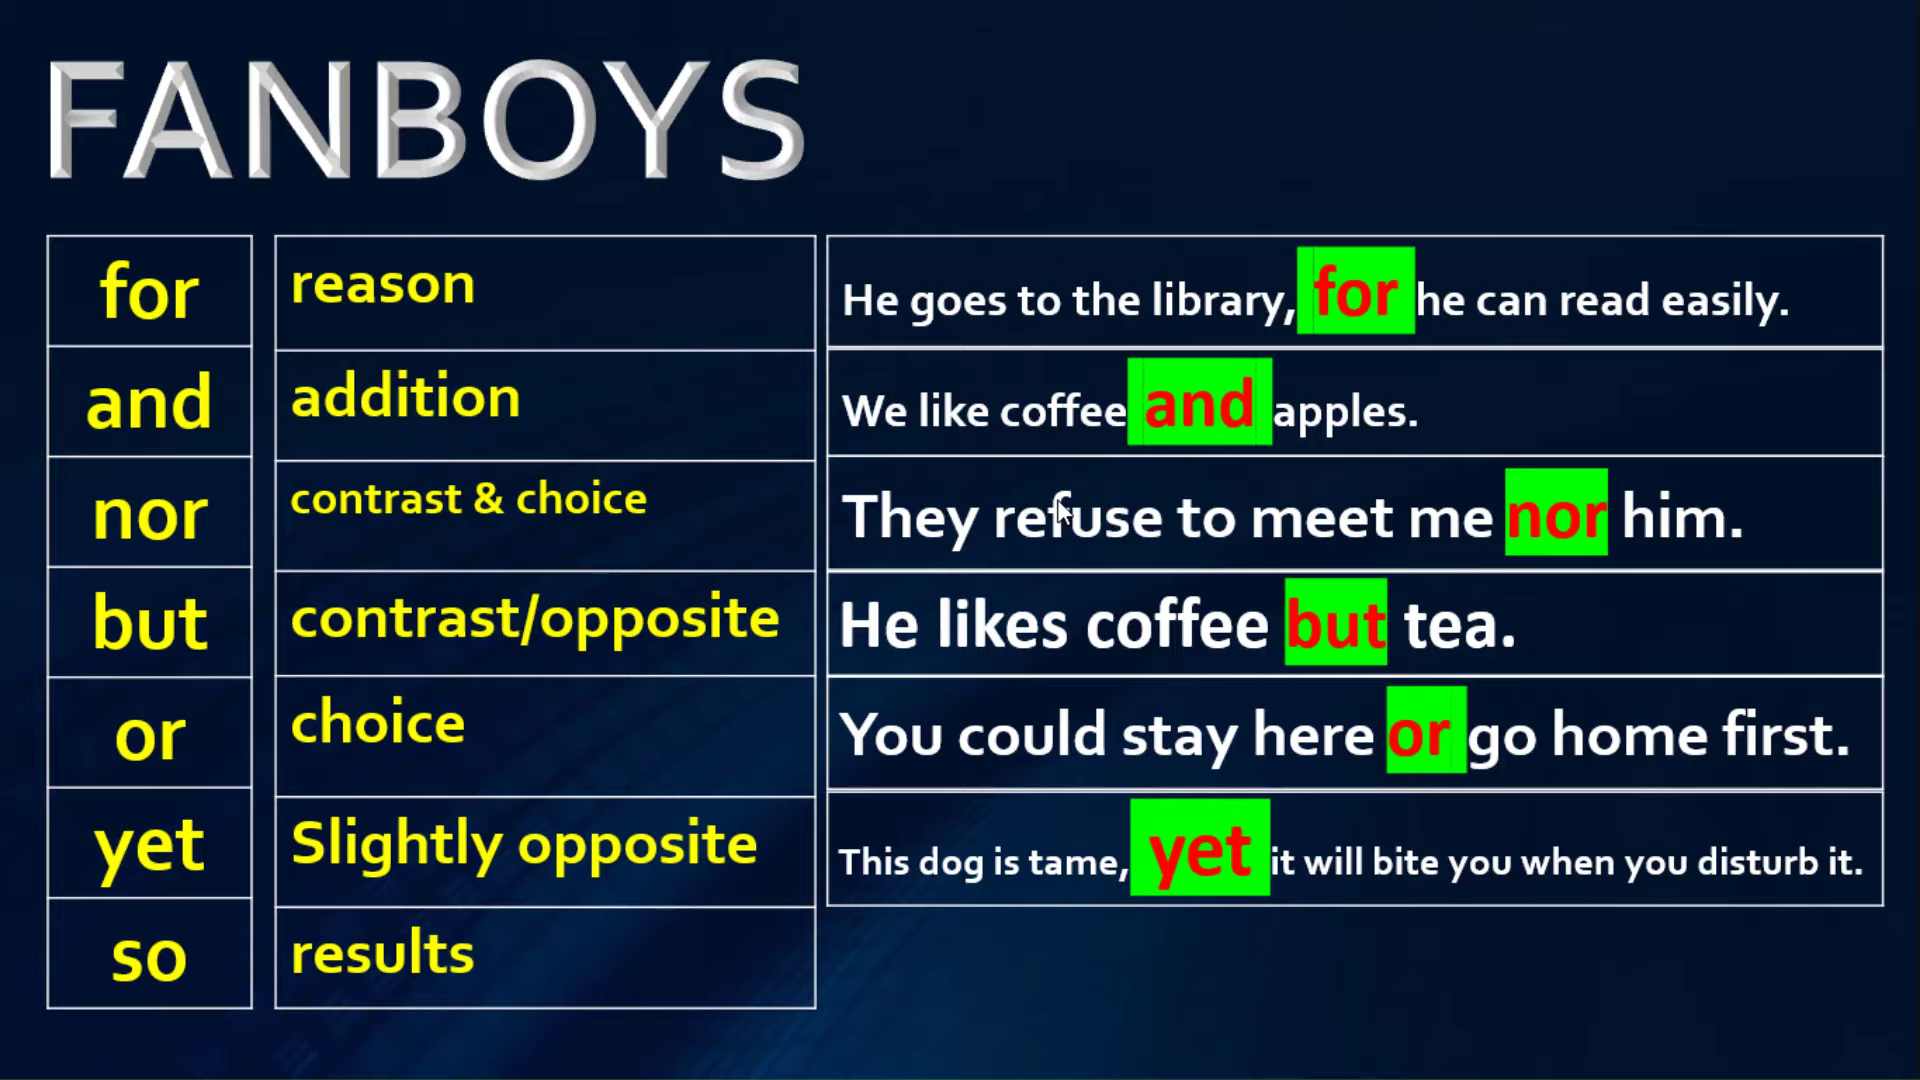 FANBOYS
for reason He goes to the library, for he can read easily.
and addition We like coffee and apples.
nor contrast & choice They refuse to meet me nor him.
but contrast/opposite He likes coffee but tea.
or choice You could stay here or go home first.
yet Slightly opposite This dog is tame, yet it will bite you when you disturb it.
so results